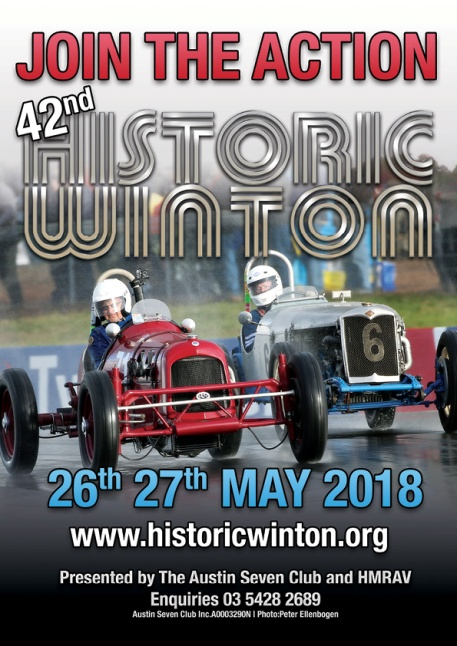 JOIN THE ACTION
42nd
HISTORIC
WINTON
6
26th 27th MAY 2018
www.historicwinton.org
Presented by The Austin Seven Club and HMRAV
Enquiries 03 5428 2689
Austin Seven Club Inc.A0003290N | Photo:Peter Ellenbogen